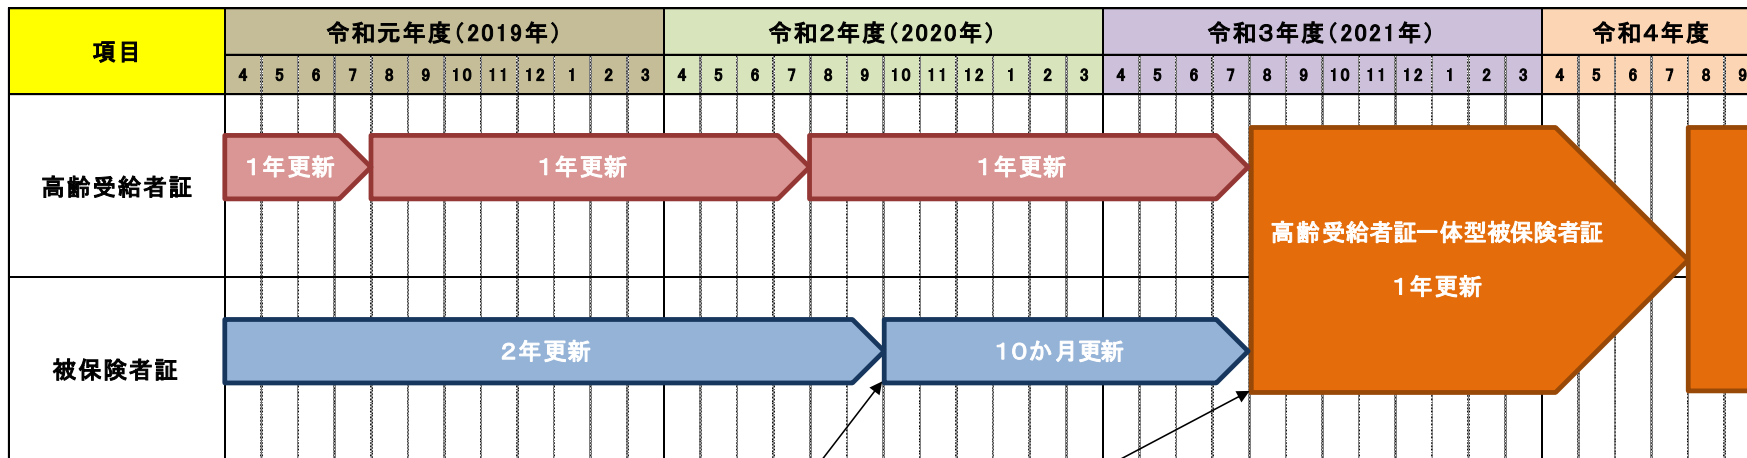 項目
令和元年度(2019年)
令和2年度(2020年)
令和3年度(2021年)
令和4年度
4 5 6 7 8 9 10 11 12 1 2 3 4 5 6 7 8 9 10 11 12 1 2 3 4 5 6 7 8 9 10 11 12 1 2 3 4 5 6 7 8 9
高齢受給者証
1年更新
1年更新
1年更新
高齢受給者証一体型被保険者証
1年更新
被保険者証
2年更新
10か月更新